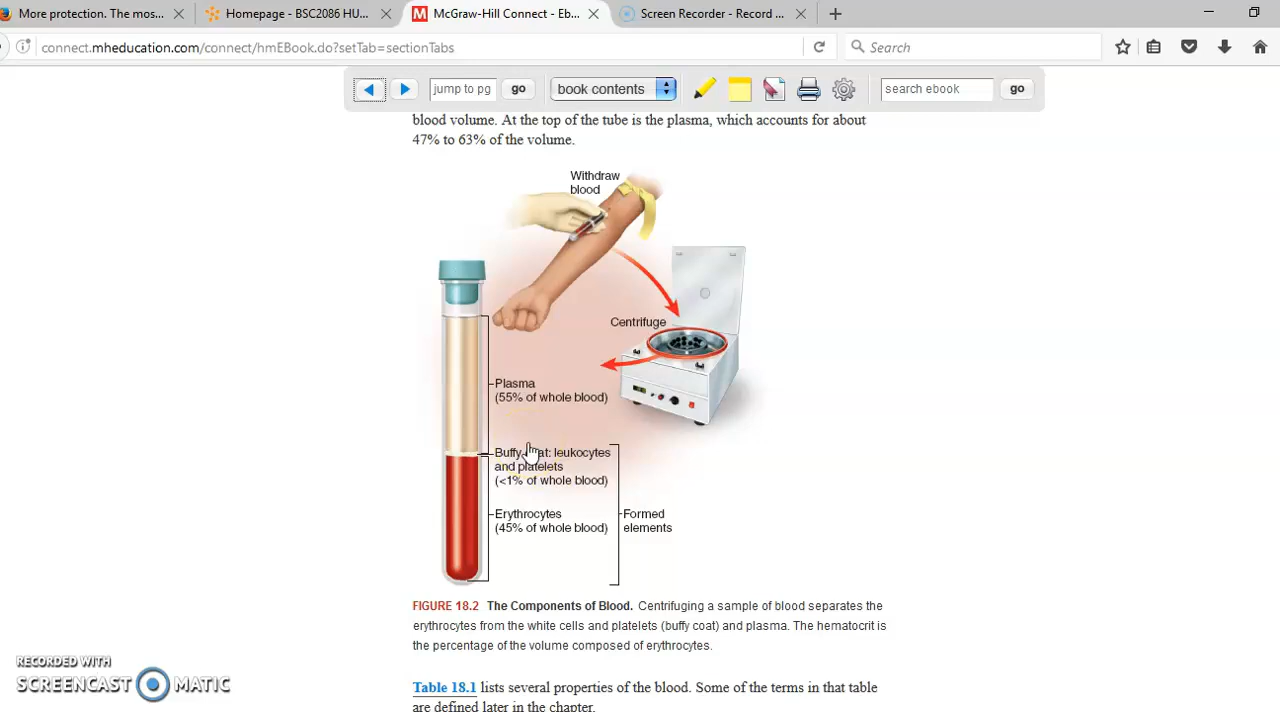 More protection. The mos...
Homepage - BSC2086 HU...
McGraw-Hill Connect - Eb...
Screen Recorder - Record ...
connect.mheducation.com/connect/hmEBook.do?setTab=sectionTabs
Search
jump to pg
go
book contents
search ebook
go
blood volume. At the top of the tube is the plasma, which accounts for about
47% to 63% of the volume.
Withdraw
blood
Centrifuge
Plasma
(55% of whole blood)
leukocytes
and platelets
(<1% of whole blood)
Erythrocytes
(45% of whole blood)
Formed
elements
FIGURE 18.2 The Components of Blood. Centrifuging a sample of blood separates the
erythrocytes from the white cells and platelets (buffy coat) and plasma. The hematocrit is
the percentage of the volume composed of erythrocytes.
Table 18.1 lists several properties of the blood. Some of the terms in that table
are defined later in the chapter.
RECORDED WITH
SCREENCAST MATIC